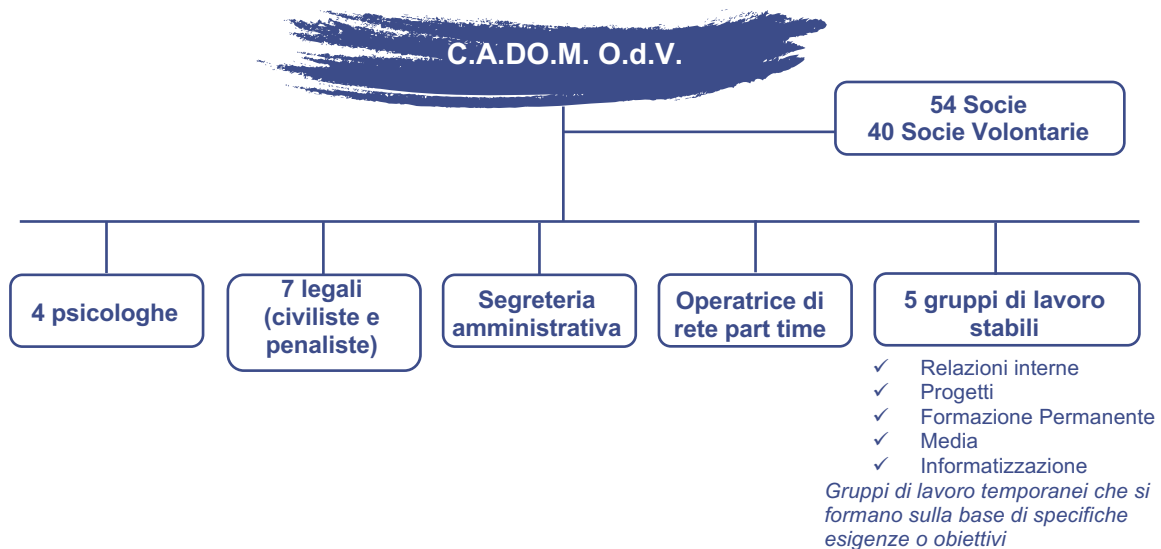 C.A.DO.M. O.d.V.
54 Socie
40 Socie Volontarie
4 psicologhe
7 legali
(civiliste e
penaliste)
Segreteria
amministrativa
Operatrice di
rete part time
5 gruppi di lavoro
stabili
✓ Relazioni interne
✓ Progetti
✓ Formazione Permanente
✓ Media
✓ Informatizzazione
Gruppi di lavoro temporanei che si
formano sulla base di specifiche
esigenze o obiettivi